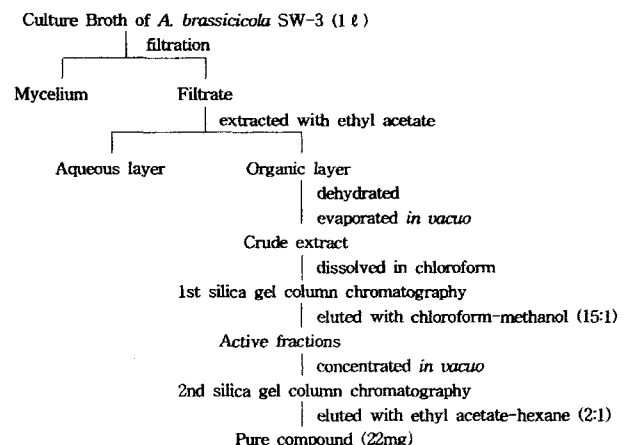 Culture Broth of A. brassicicola SW-3 (1 ℓ)
filtration
Mycelium Filtrate
extracted with ethyl acetate
Aqueous layer Organic layer
dehydrated
evaporated in vacuo
Crude extract
dissolved in chloroform
1st silica gel column chromatography
eluted with chloroform-methanol (15:1)
Active fractions
concentrated in vacuo
2nd silica gel column chromatography
eluted with ethyl acetate-hexane (2:1)
Pure compound (22mg)